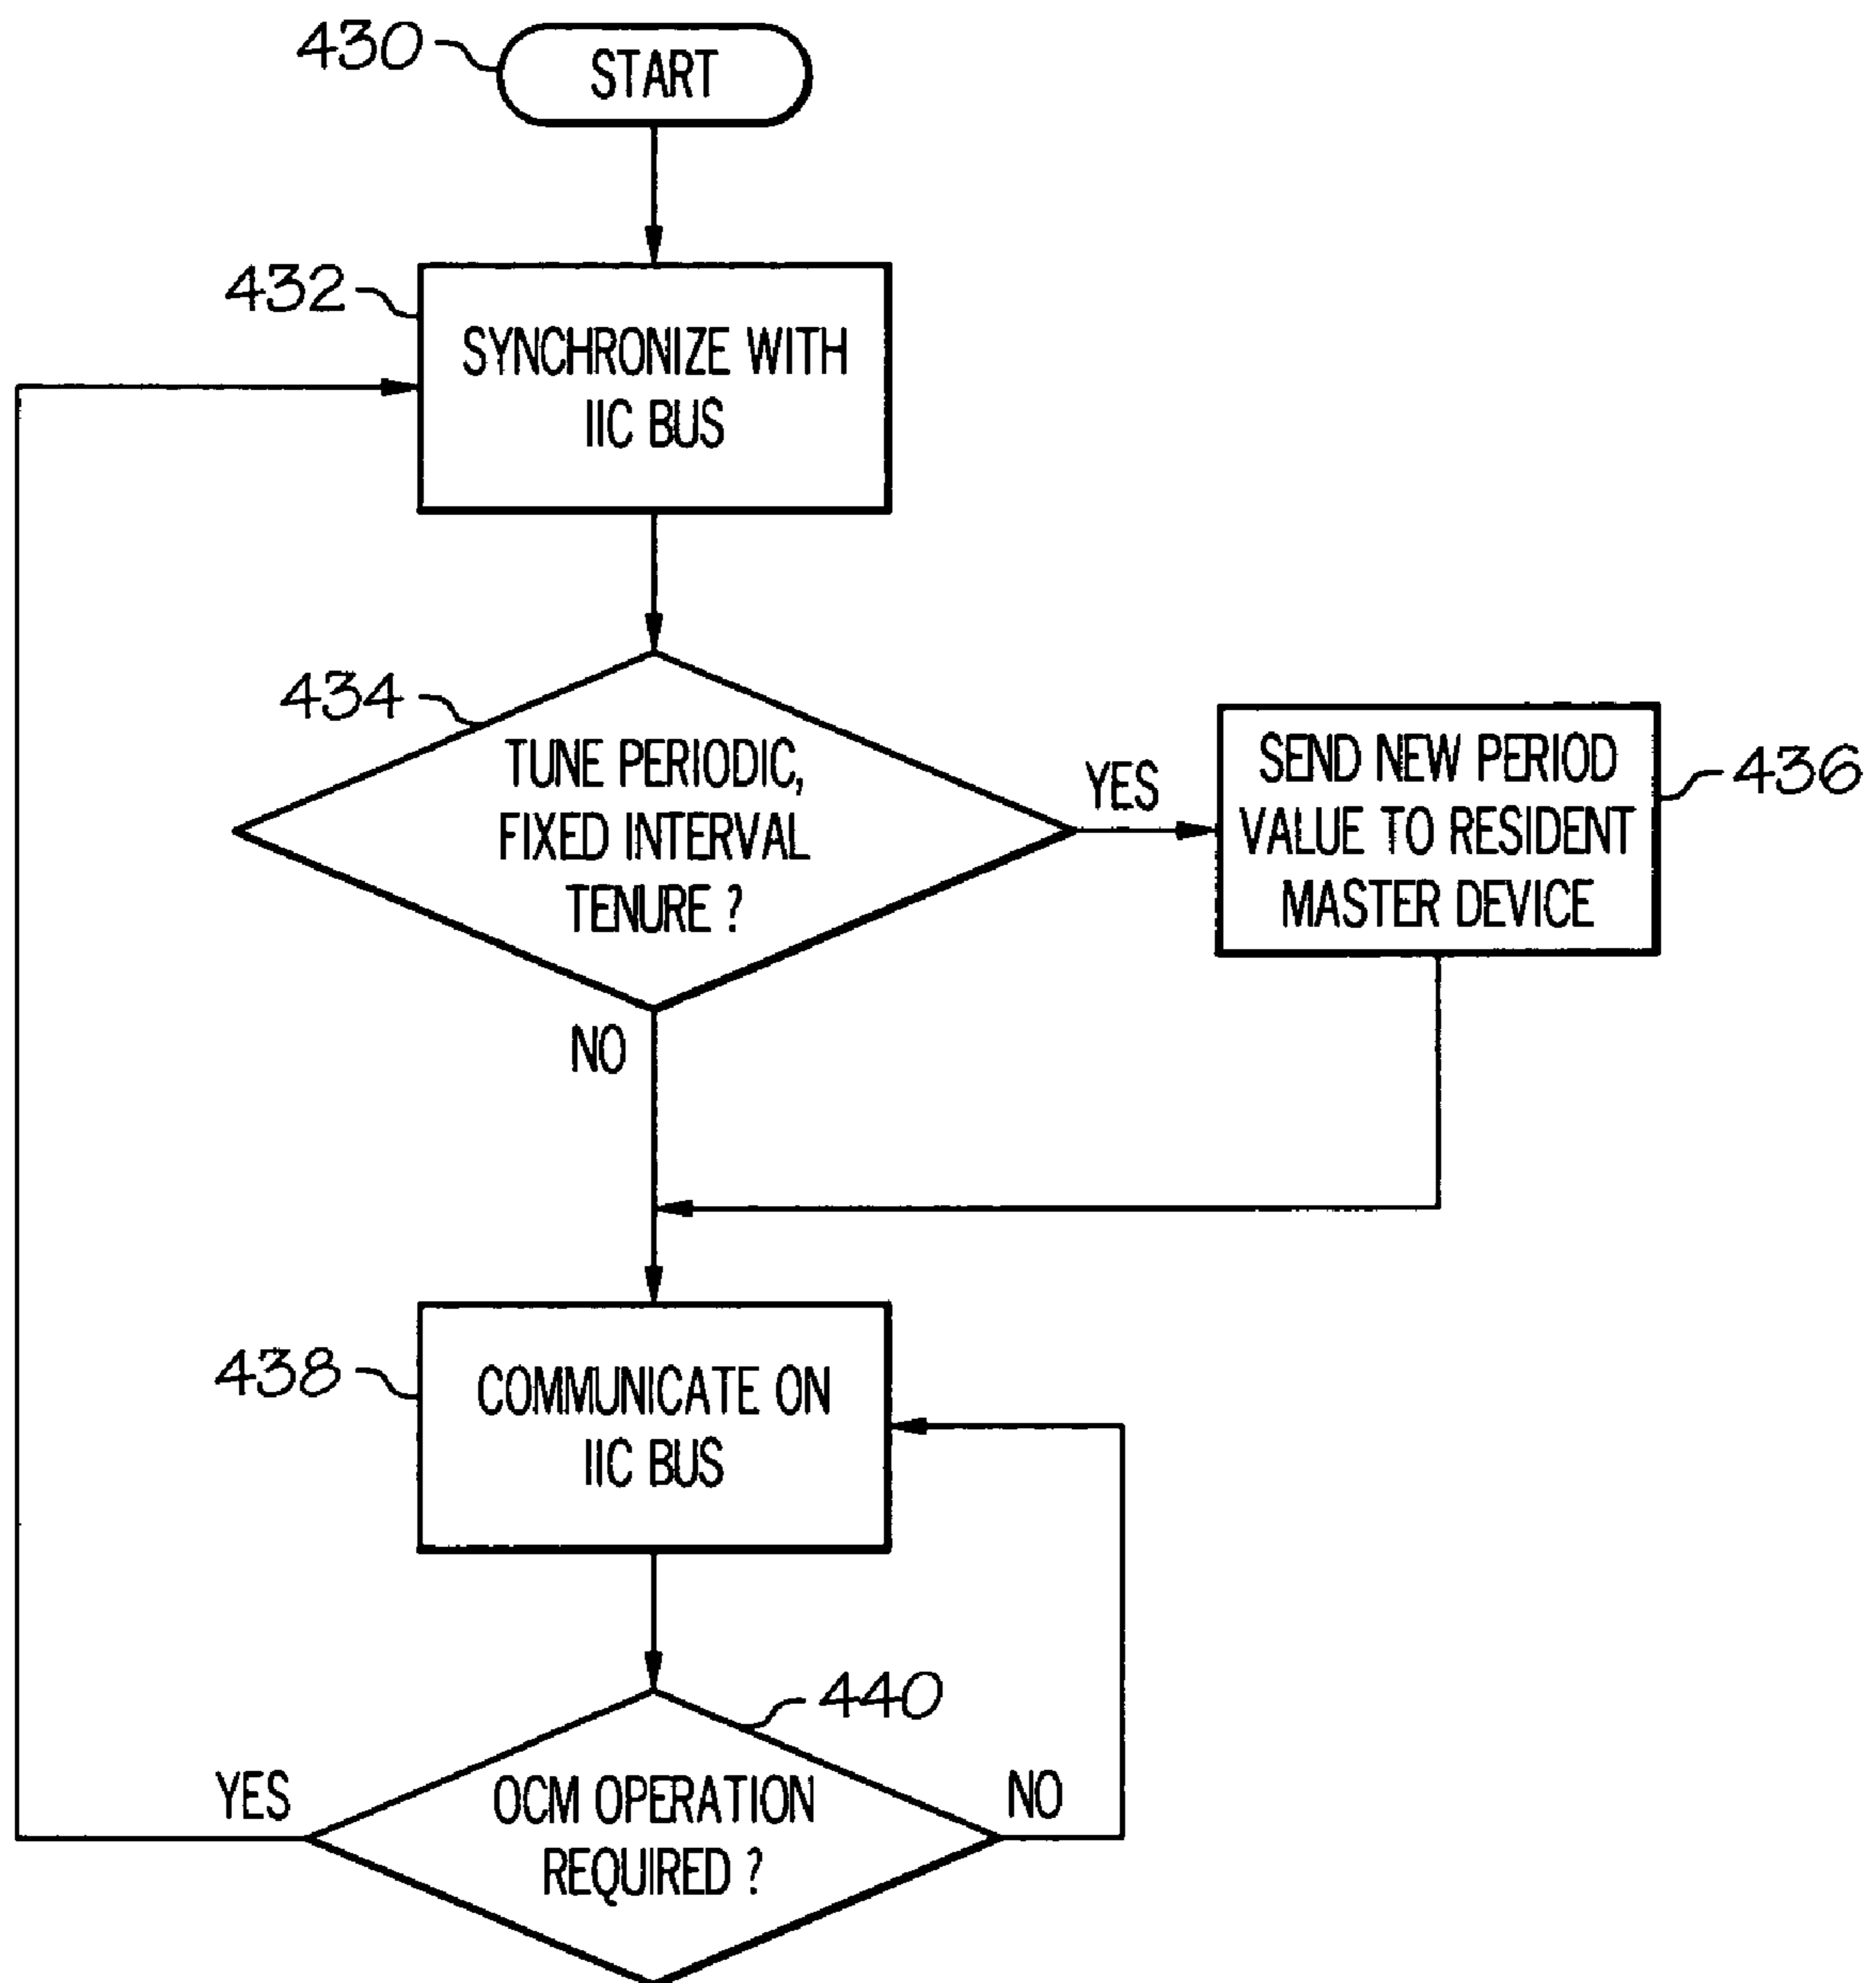 430
START
432
SYNCHRONIZE WITH
IIC BUS
434
TUNE PERIODIC,
FIXED INTERVAL
TENURE ?
YES
SEND NEW PERIOD
VALUE TO RESIDENT
MASTER DEVICE
436
NO
438
COMMUNICATE ON
IIC BUS
440
YES
OCM OPERATION
REQUIRED ?
NO